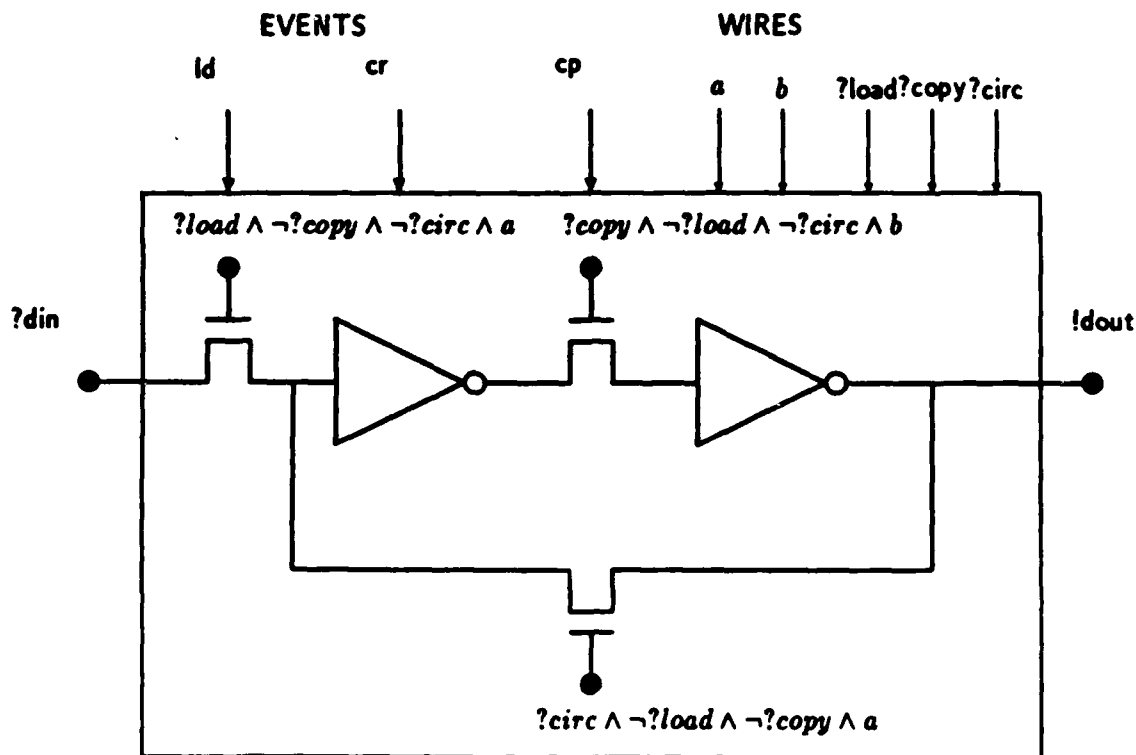 EVENTS WIRES
ld cr cp a b ?load ?copy ?circ
?load ∧ ¬?copy ∧ ¬?circ ∧ a ?copy ∧ ¬?load ∧ ¬?circ ∧ b
?din !dout
?circ ∧ ¬?load ∧ ¬?copy ∧ a